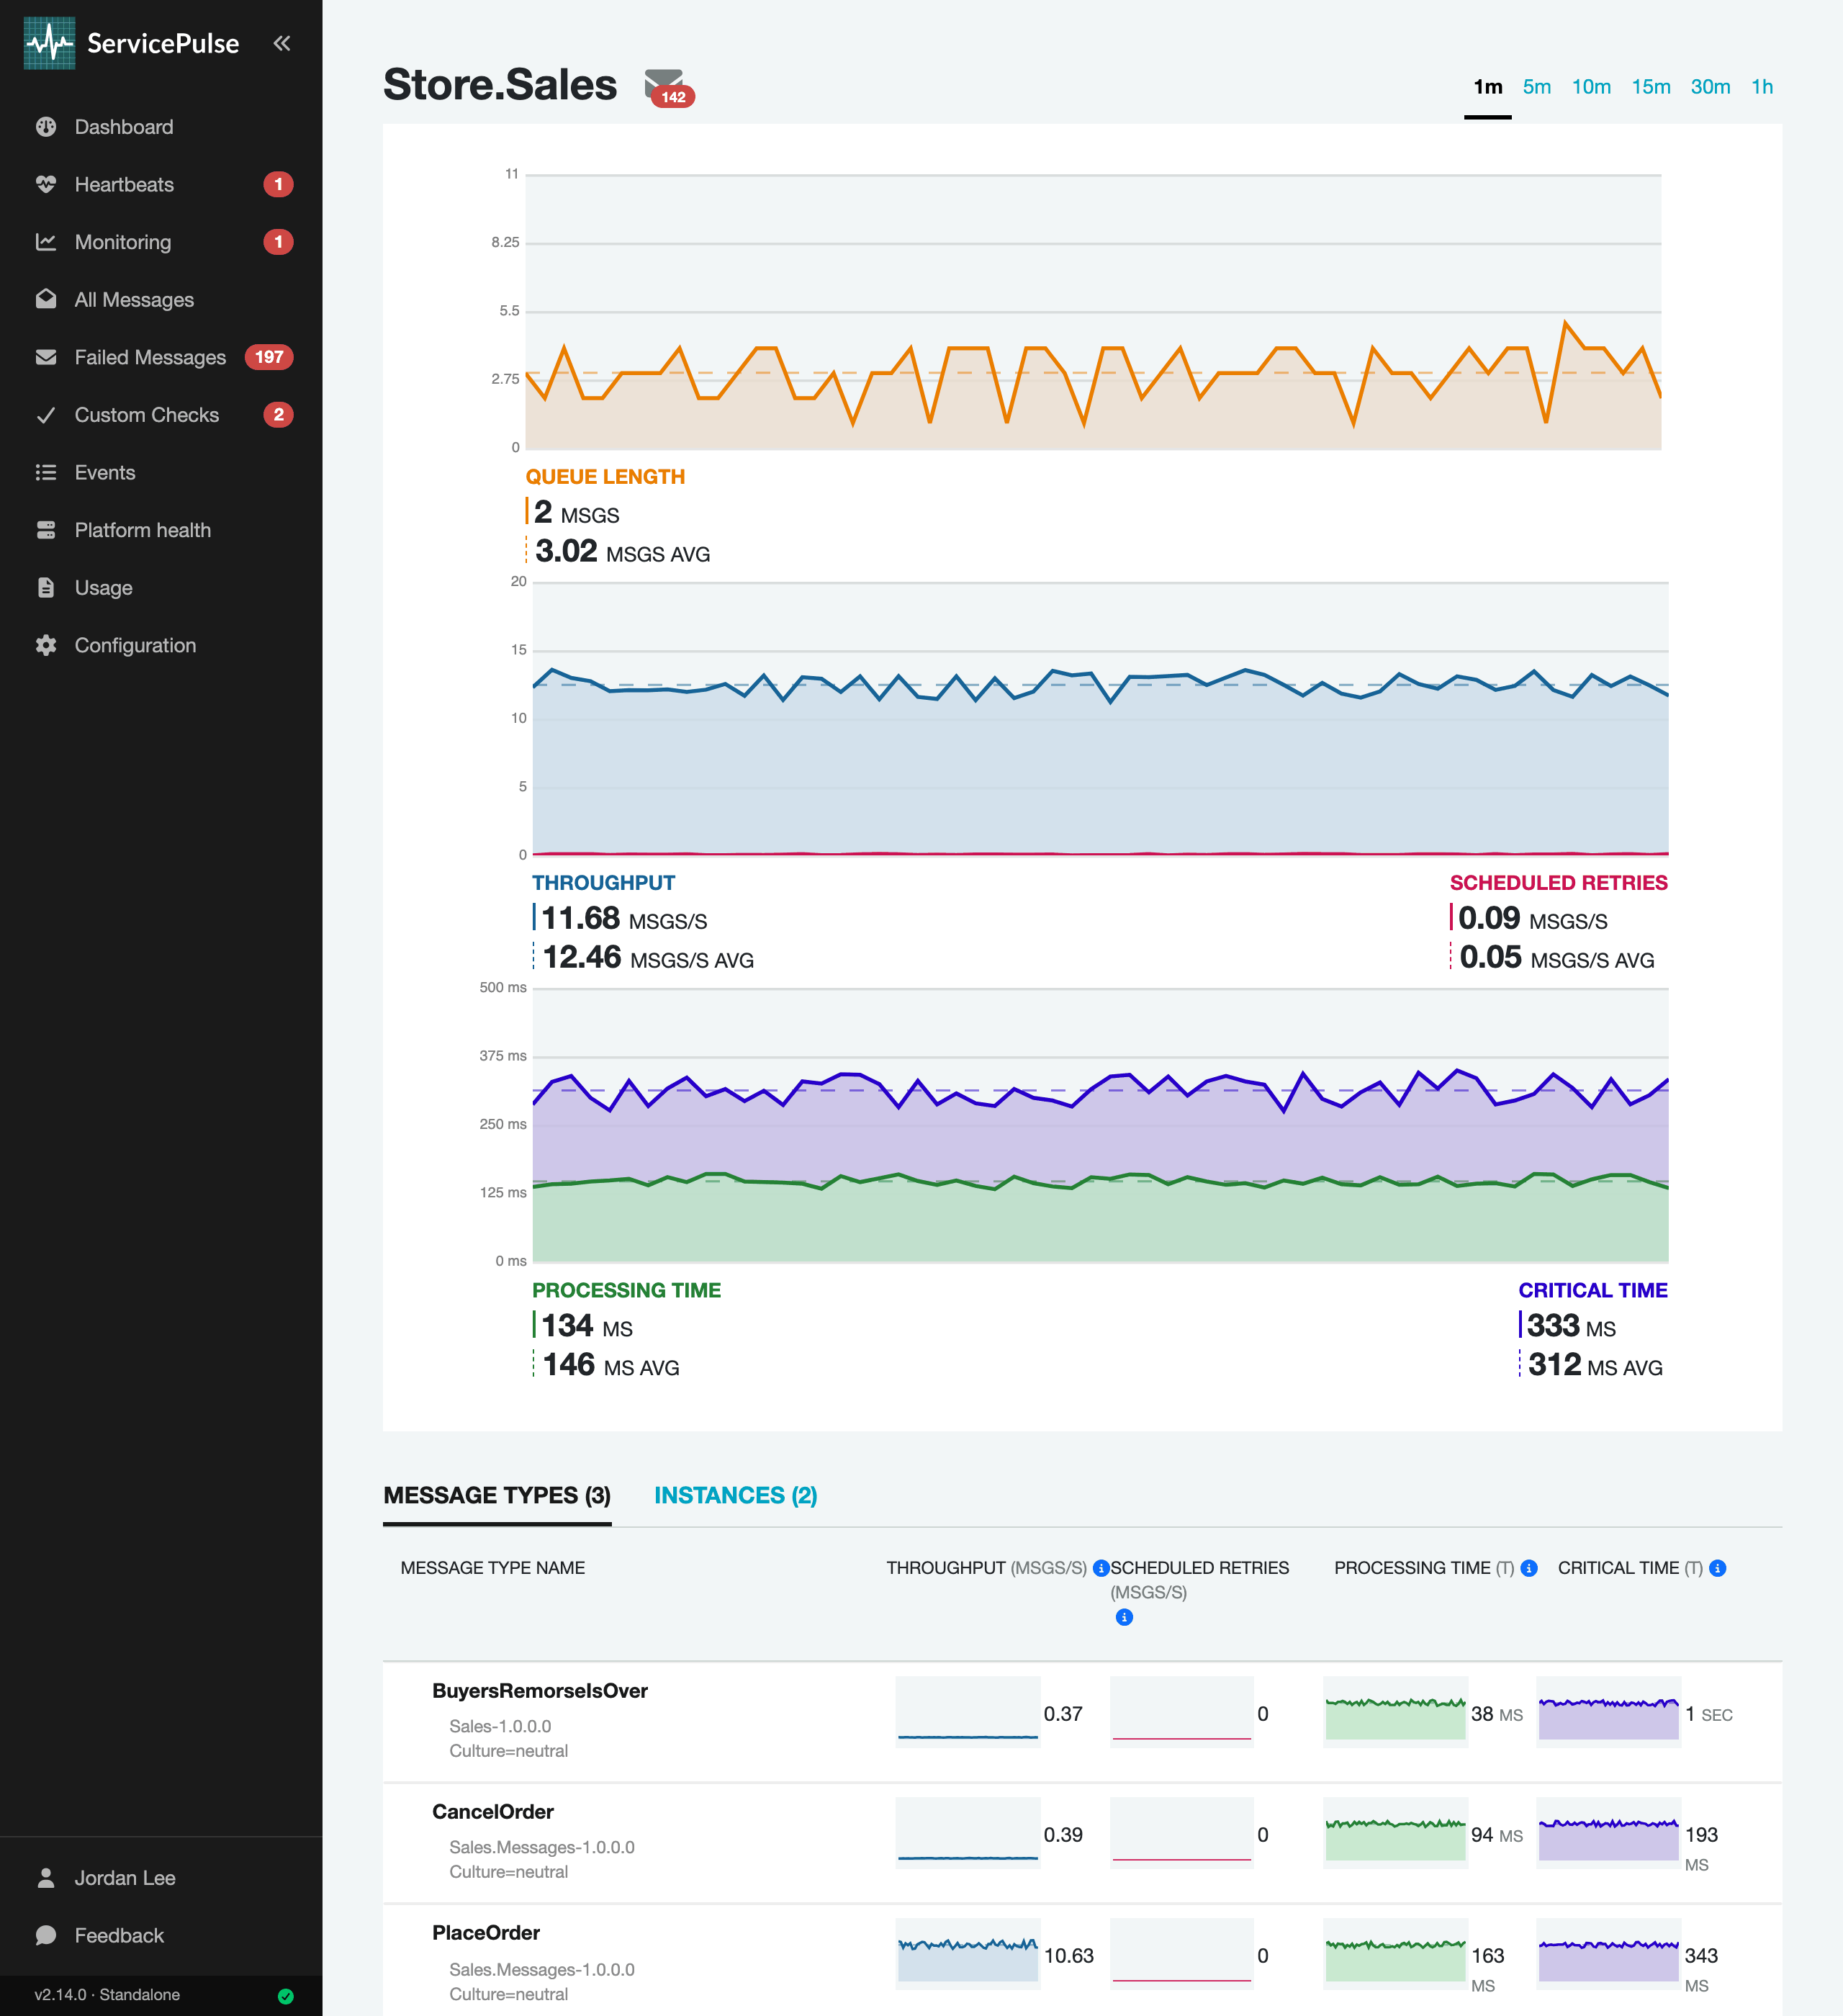 ServicePulse
Dashboard
Heartbeats 1
Monitoring 1
All Messages
Failed Messages 197
Custom Checks 2
Events
Platform health
Usage
Configuration
Jordan Lee
Feedback
v2.14.0 · Standalone
Store.Sales 142
1m 5m 10m 15m 30m 1h
11
8.25
5.5
2.75
0
QUEUE LENGTH
2 MSGS
3.02 MSGS AVG
20
15
10
5
0
THROUGHPUT
11.68 MSGS/S
12.46 MSGS/S AVG
SCHEDULED RETRIES
0.09 MSGS/S
0.05 MSGS/S AVG
500 ms
375 ms
250 ms
125 ms
0 ms
PROCESSING TIME
134 MS
146 MS AVG
CRITICAL TIME
333 MS
312 MS AVG
MESSAGE TYPES (3) INSTANCES (2)
MESSAGE TYPE NAME
THROUGHPUT (MSGS/S)
SCHEDULED RETRIES
(MSGS/S)
PROCESSING TIME (T)
CRITICAL TIME (T)
BuyersRemorseIsOver
Sales-1.0.0.0
Culture=neutral
0.37
0
38 MS
1 SEC
CancelOrder
Sales.Messages-1.0.0.0
Culture=neutral
0.39
0
94 MS
193
MS
PlaceOrder
Sales.Messages-1.0.0.0
Culture=neutral
10.63
0
163
MS
343
MS